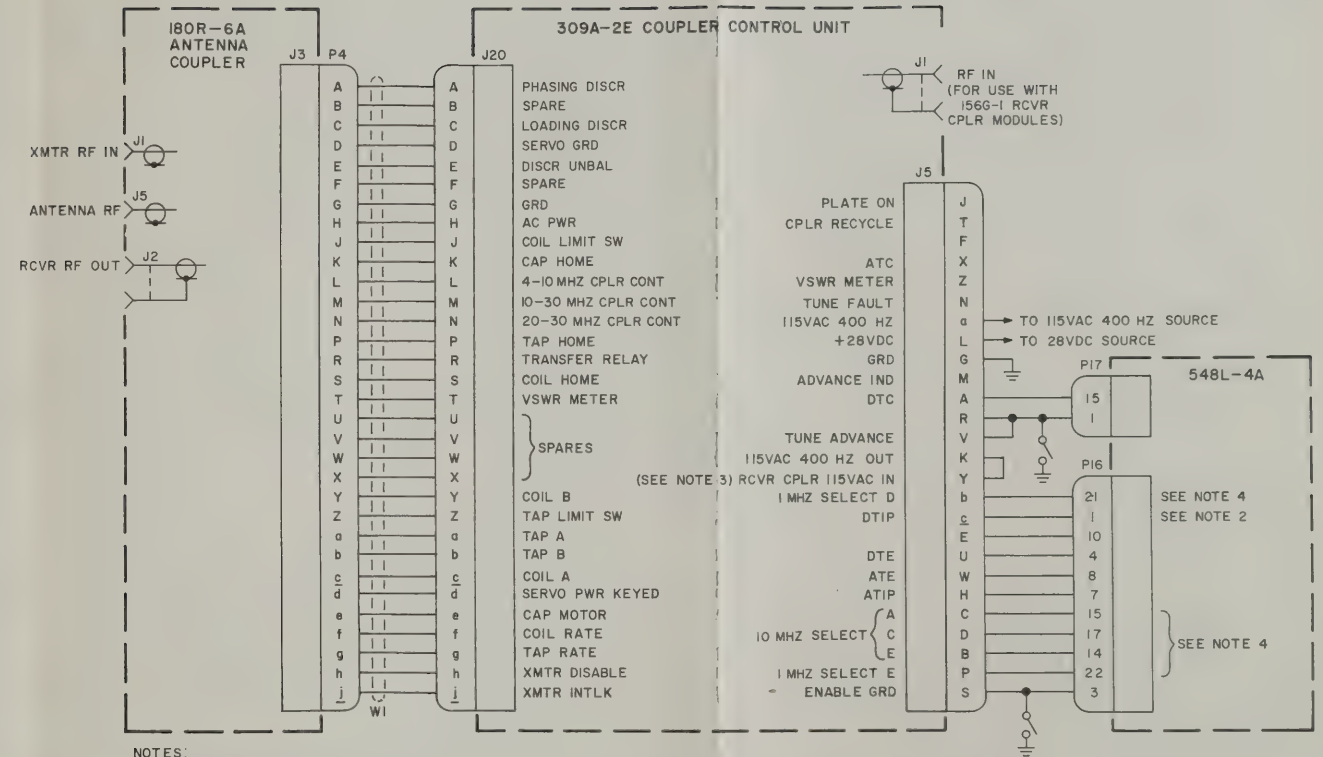 180R-6A
ANTENNA
COUPLER
309A-2E COUPLER CONTROL UNIT
J3 P4 J20
XMTR RF IN J1
ANTENNA RF J5
RCVR RF OUT J2
A A PHASING DISCR
B B SPARE
C C LOADING DISCR
D D SERVO GRD
E E DISCR UNBAL
F F SPARE
G G GRD
H H AC PWR
J J COIL LIMIT SW
K K CAP HOME
L L 4-10 MHZ CPLR CONT
M M 10-30 MHZ CPLR CONT
N N 20-30 MHZ CPLR CONT
P P TAP HOME
R R TRANSFER RELAY
S S COIL HOME
T T VSWR METER
U U
V V
SPARES
W W
X X
Y Y COIL B
Z Z TAP LIMIT SW
a a TAP A
b b TAP B
c c COIL A
d d SERVO PWR KEYED
e e CAP MOTOR
f f COIL RATE
g g TAP RATE
h h XMTR DISABLE
j j XMTR INTLK
W1
J1 RF IN
(FOR USE WITH
156G-1 RCVR
CPLR MODULES)
J5
PLATE ON J
CPLR RECYCLE T
F
ATC X
VSWR METER Z
TUNE FAULT N
115VAC 400 HZ a TO 115VAC 400 HZ SOURCE
+28VDC L TO 28VDC SOURCE
GRD G
ADVANCE IND M
DTC A
R
TUNE ADVANCE V
115VAC 400 HZ OUT K
(SEE NOTE 3) RCVR CPLR 115VAC IN Y
P17
548L-4A
15
1
P16
1 MHZ SELECT D b 21 SEE NOTE 4
DTIP c 1 SEE NOTE 2
E 10
DTE U 4
ATE W 8
ATIP H 7
A C 15
10 MHZ SELECT C D 17 SEE NOTE 4
E B 14
1 MHZ SELECT E P 22
ENABLE GRD S 3
NOTES: